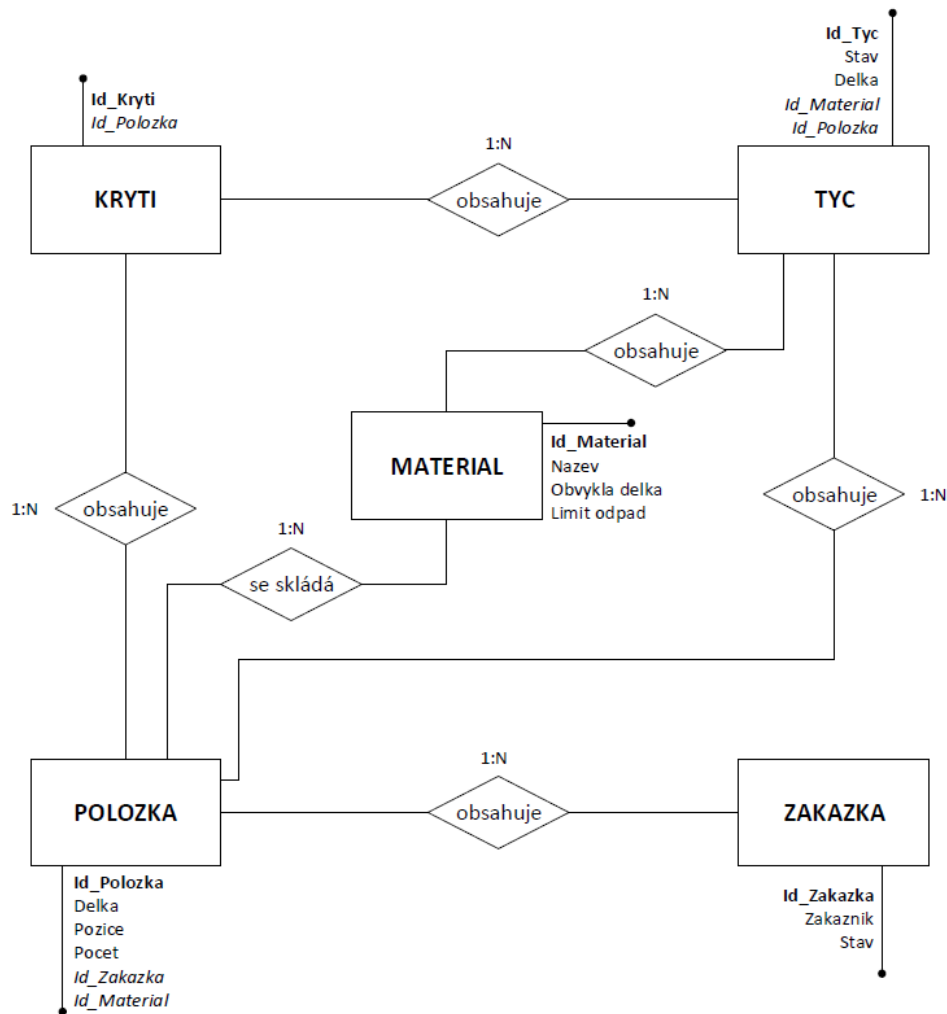 Id_Tyc
Stav
Delka
Id_Material
Id_Polozka
Id_Kryti
Id_Polozka
1:N
KRYTI
obsahuje
TYC
1:N
obsahuje
MATERIAL
Id_Material
Nazev
Obvykla delka
Limit odpad
1:N
obsahuje
obsahuje
1:N
1:N
se skládá
1:N
POLOZKA
obsahuje
ZAKAZKA
Id_Polozka
Delka
Pozice
Pocet
Id_Zakazka
Id_Material
Id_Zakazka
Zakaznik
Stav